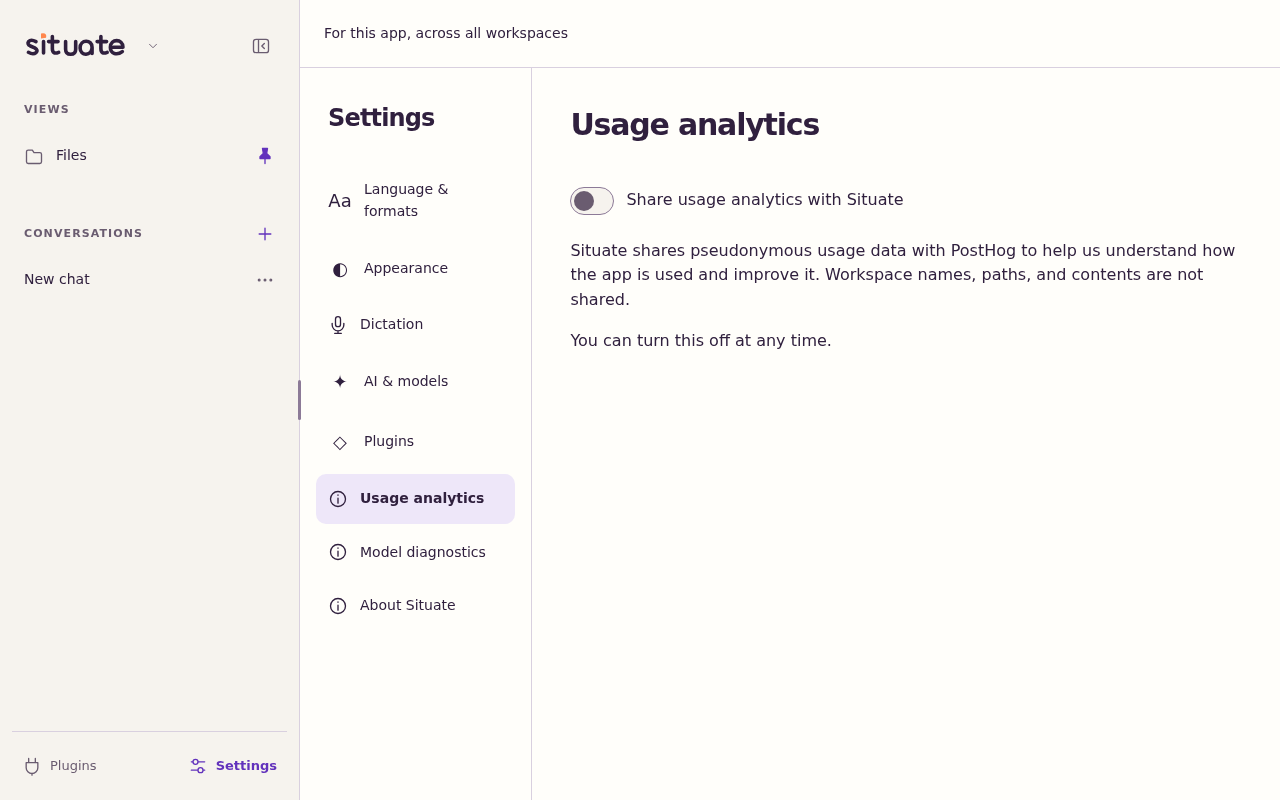 situate
For this app, across all workspaces
VIEWS
Files
CONVERSATIONS
New chat
Plugins
Settings
Settings
Aa Language &
formats
Appearance
Dictation
AI & models
Plugins
Usage analytics
Model diagnostics
About Situate
Usage analytics
Share usage analytics with Situate
Situate shares pseudonymous usage data with PostHog to help us understand how
the app is used and improve it. Workspace names, paths, and contents are not
shared.
You can turn this off at any time.